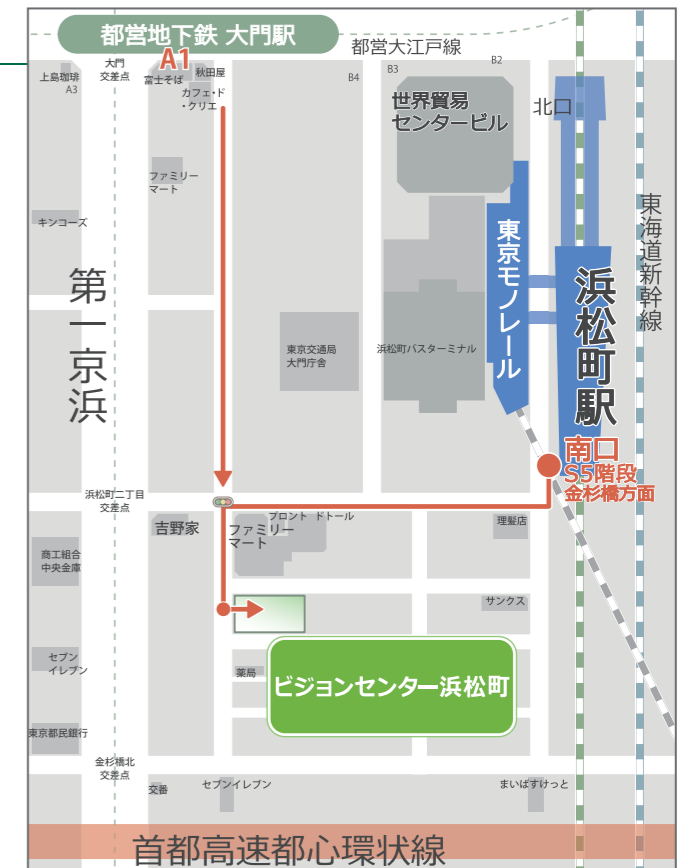 都営地下鉄 大門駅
都営大江戸線
A1
大門
交差点
上島珈琲
A3
富士そば
秋田屋
カフェ・ド
・クリエ
B4
B3
B2
世界貿易
センタービル
北口
ファミリー
マート
キンコーズ
東海道新幹線
東京モノレール
浜松町駅
第一京浜
東京交通局
大門庁舎
浜松町バスターミナル
南口
S5階段
金杉橋方面
浜松町二丁目
交差点
吉野家
ファミリー
マート
プロント
ドトール
理髪店
商工組合
中央金庫
サンクス
セブン
イレブン
薬局
ビジョンセンター浜松町
東京都民銀行
金杉橋北
交差点
交番
セブンイレブン
まいばすけっと
首都高速都心環状線